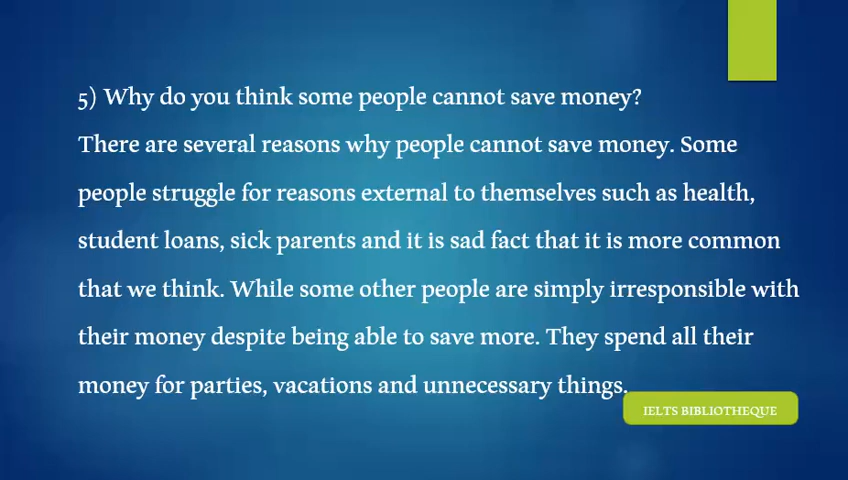 5) Why do you think some people cannot save money?
There are several reasons why people cannot save money. Some
people struggle for reasons external to themselves such as health,
student loans, sick parents and it is sad fact that it is more common
that we think. While some other people are simply irresponsible with
their money despite being able to save more. They spend all their
money for parties, vacations and unnecessary things.
IELTS BIBLIOTHEQUE